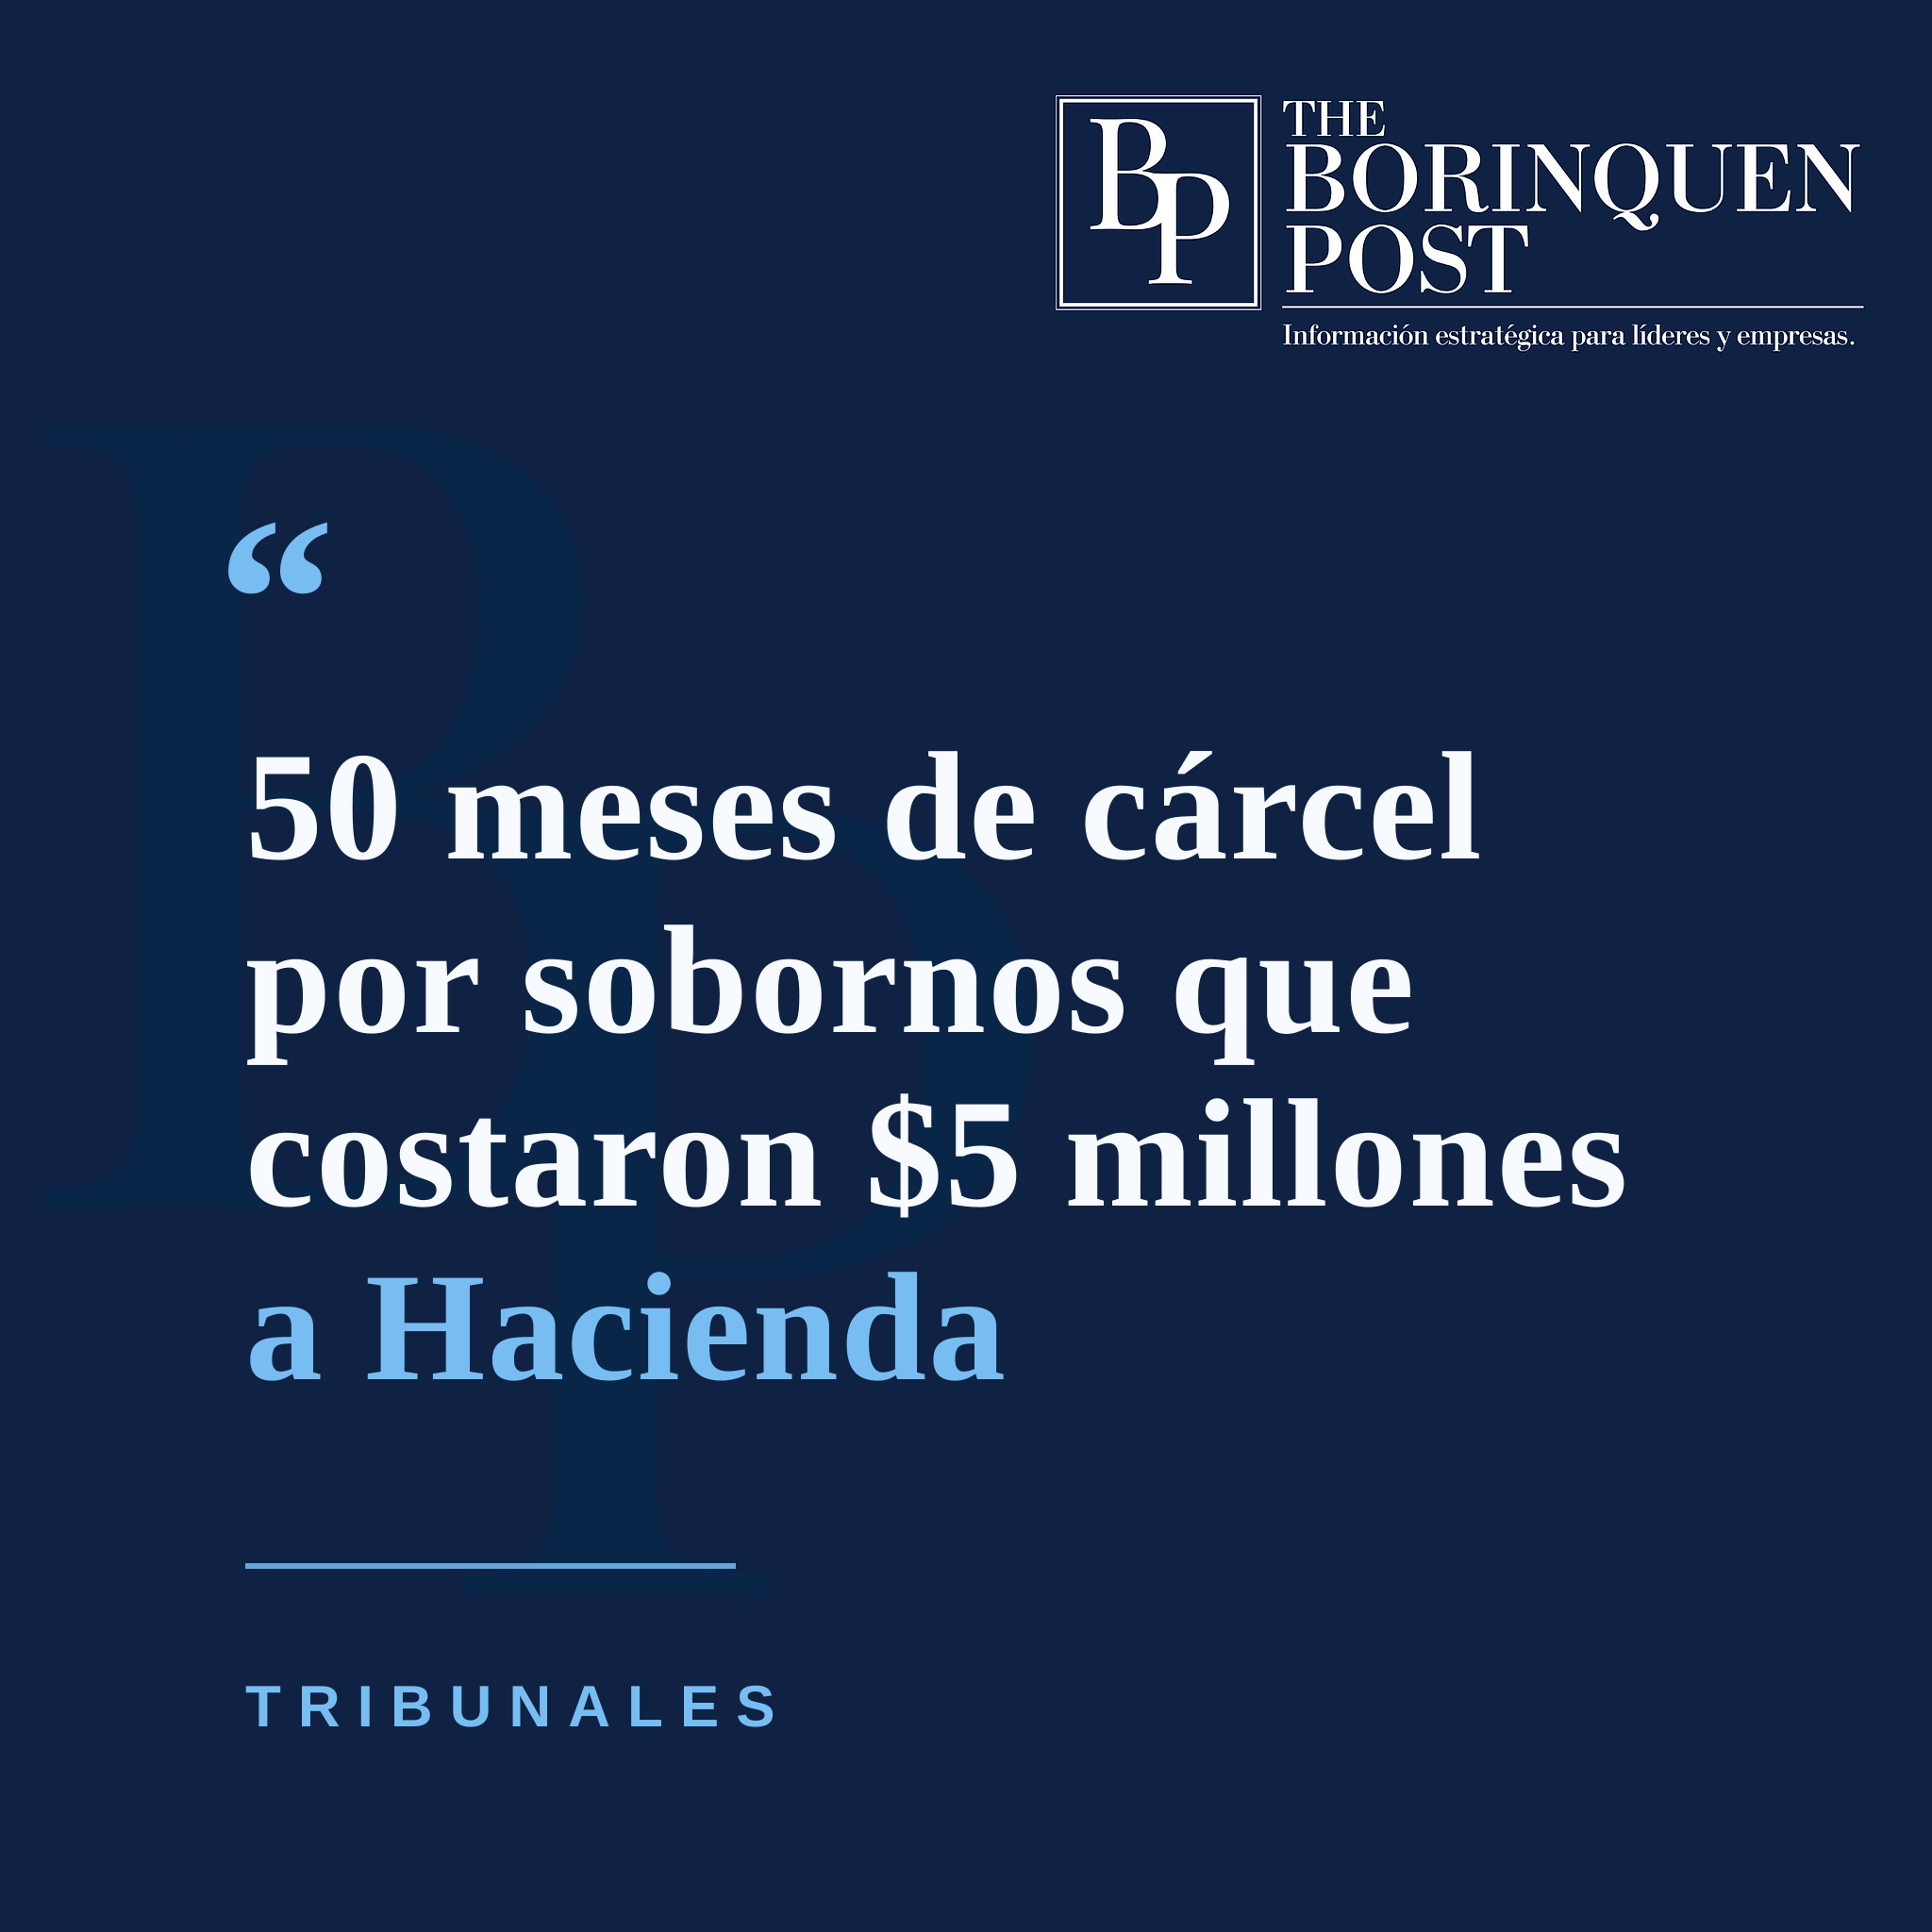 BP
THE
BORINQUEN
POST
Información estratégica para líderes y empresas.
“
50 meses de cárcel
por sobornos que
costaron $5 millones
a Hacienda
TRIBUNALES